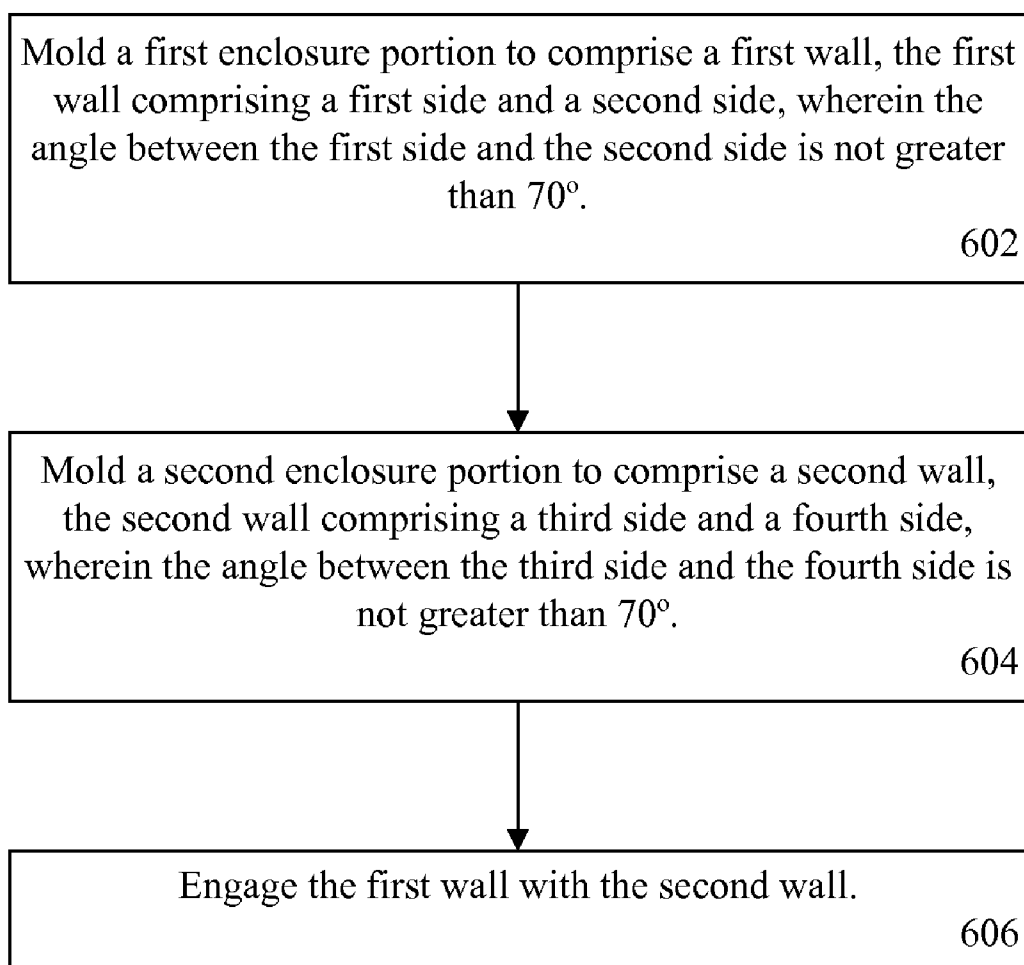 Mold a first enclosure portion to comprise a first wall, the first
wall comprising a first side and a second side, wherein the
angle between the first side and the second side is not greater
than 70º.
602
Mold a second enclosure portion to comprise a second wall,
the second wall comprising a third side and a fourth side,
wherein the angle between the third side and the fourth side is
not greater than 70º.
604
Engage the first wall with the second wall.
606